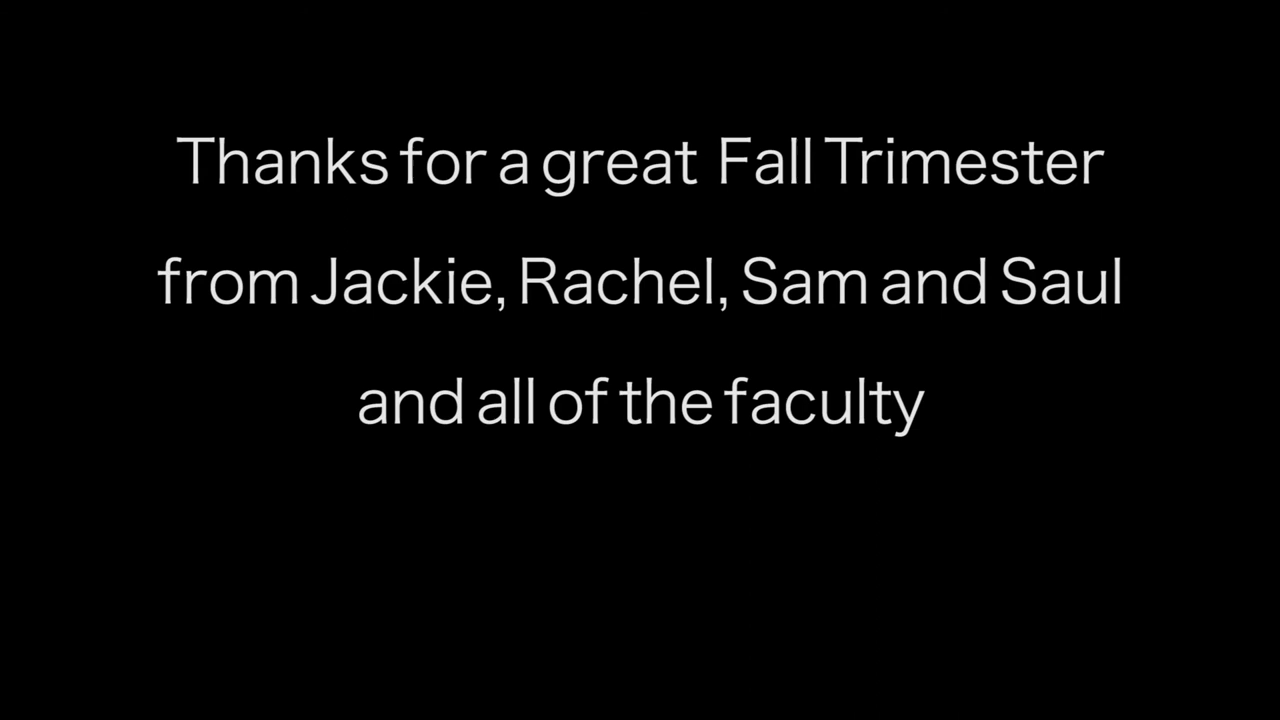 Thanks for a great Fall Trimester
from Jackie, Rachel, Sam and Saul
and all of the faculty